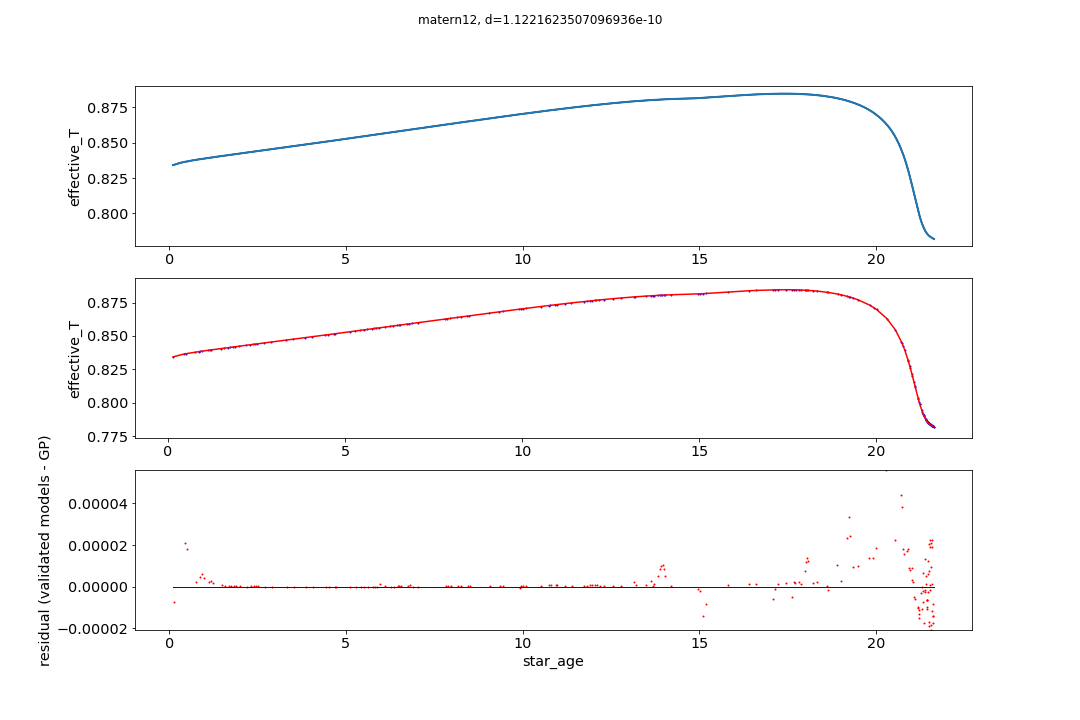 matern12, d=1.1221623507096936e-10
0.875
0.850
0.825
0.800
effective_T
0 5 10 15 20
0.875
0.850
0.825
0.800
0.775
effective_T
0 5 10 15 20
0.00004
0.00002
0.00000
−0.00002
residual (validated models - GP)
0 5 10 15 20
star_age